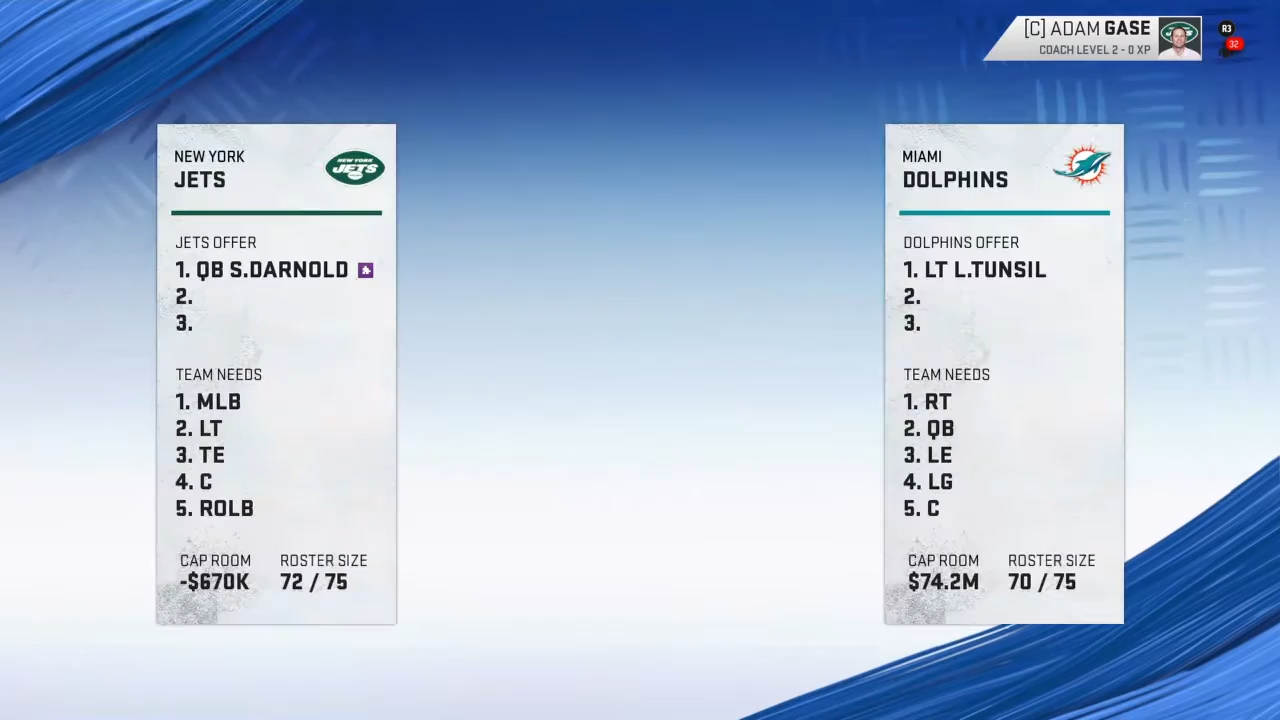 [C] ADAM GASE
COACH LEVEL 2 - 0 XP
R3
32
NEW YORK
JETS
NEW YORK
JETS
JETS OFFER
1. QB S.DARNOLD
2.
3.
TEAM NEEDS
1. MLB
2. LT
3. TE
4. C
5. ROLB
CAP ROOM
-$670K
ROSTER SIZE
72 / 75
MIAMI
DOLPHINS
DOLPHINS OFFER
1. LT L.TUNSIL
2.
3.
TEAM NEEDS
1. RT
2. QB
3. LE
4. LG
5. C
CAP ROOM
$74.2M
ROSTER SIZE
70 / 75